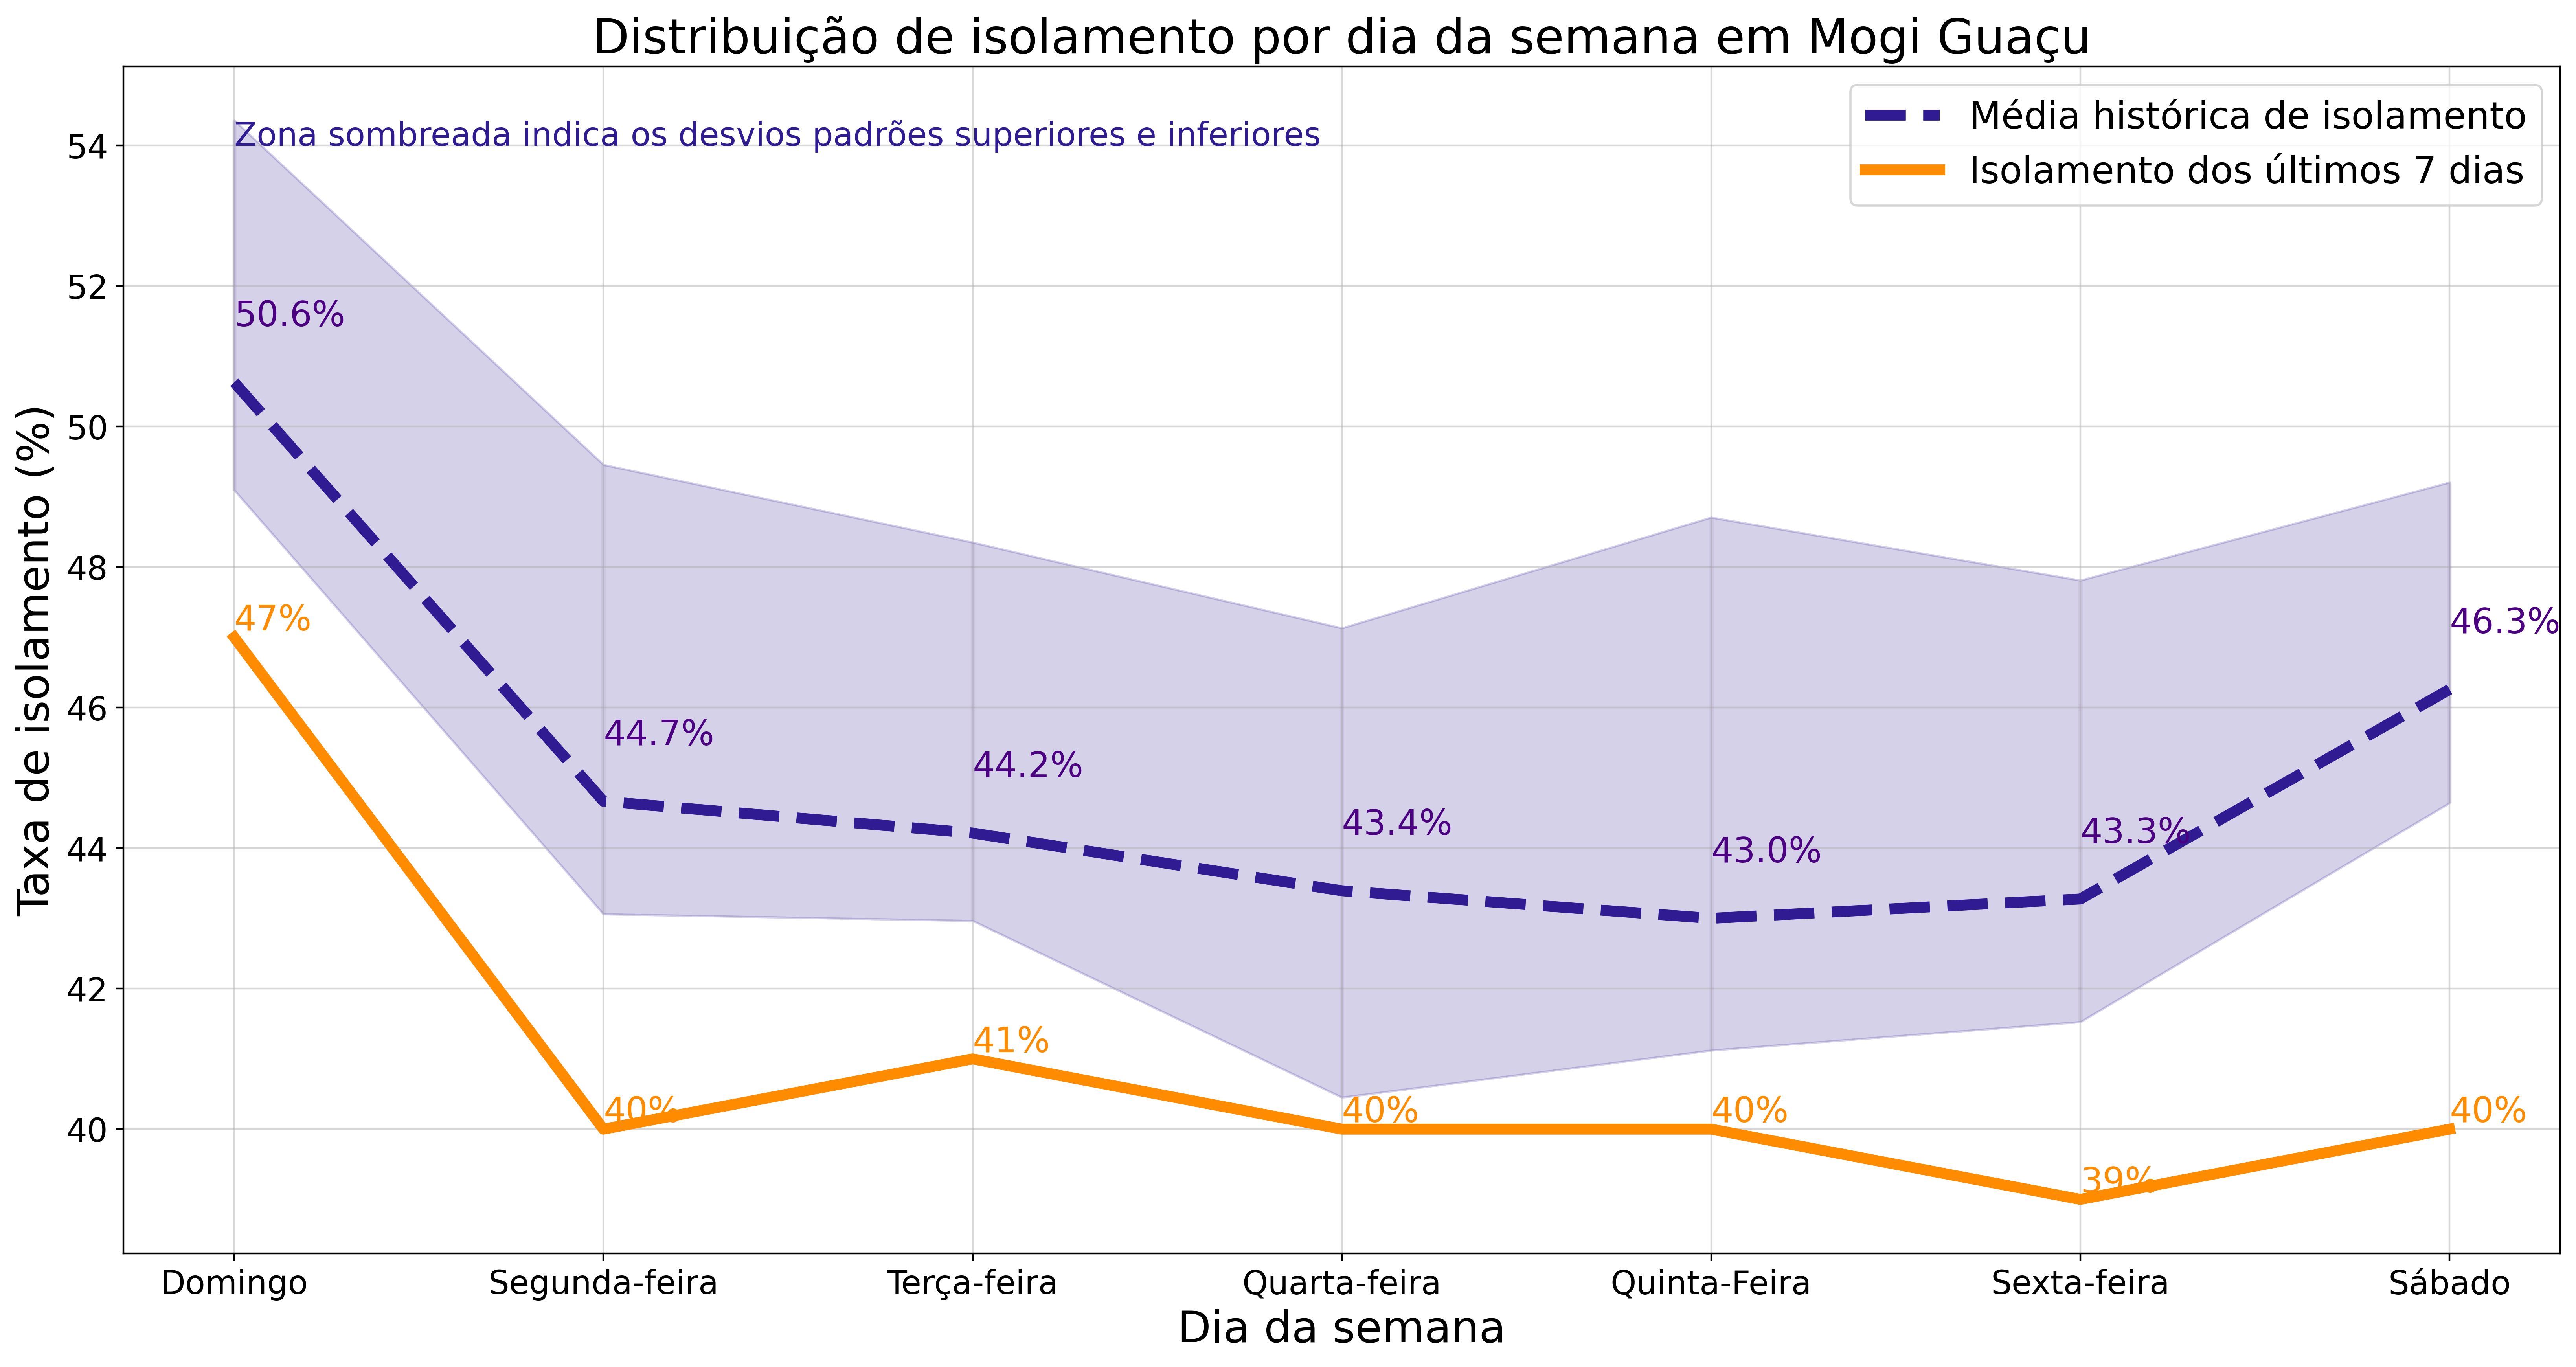 Distribuição de isolamento por dia da semana em Mogi Guaçu
Zona sombreada indica os desvios padrões superiores e inferiores
Média histórica de isolamento
Isolamento dos últimos 7 dias
Taxa de isolamento (%)
54
52
50
48
46
44
42
40
50.6%
44.7%
44.2%
43.4%
43.0%
43.3%
46.3%
47%
40%
41%
40%
40%
39%
40%
Domingo
Segunda-feira
Terça-feira
Quarta-feira
Quinta-Feira
Sexta-feira
Sábado
Dia da semana